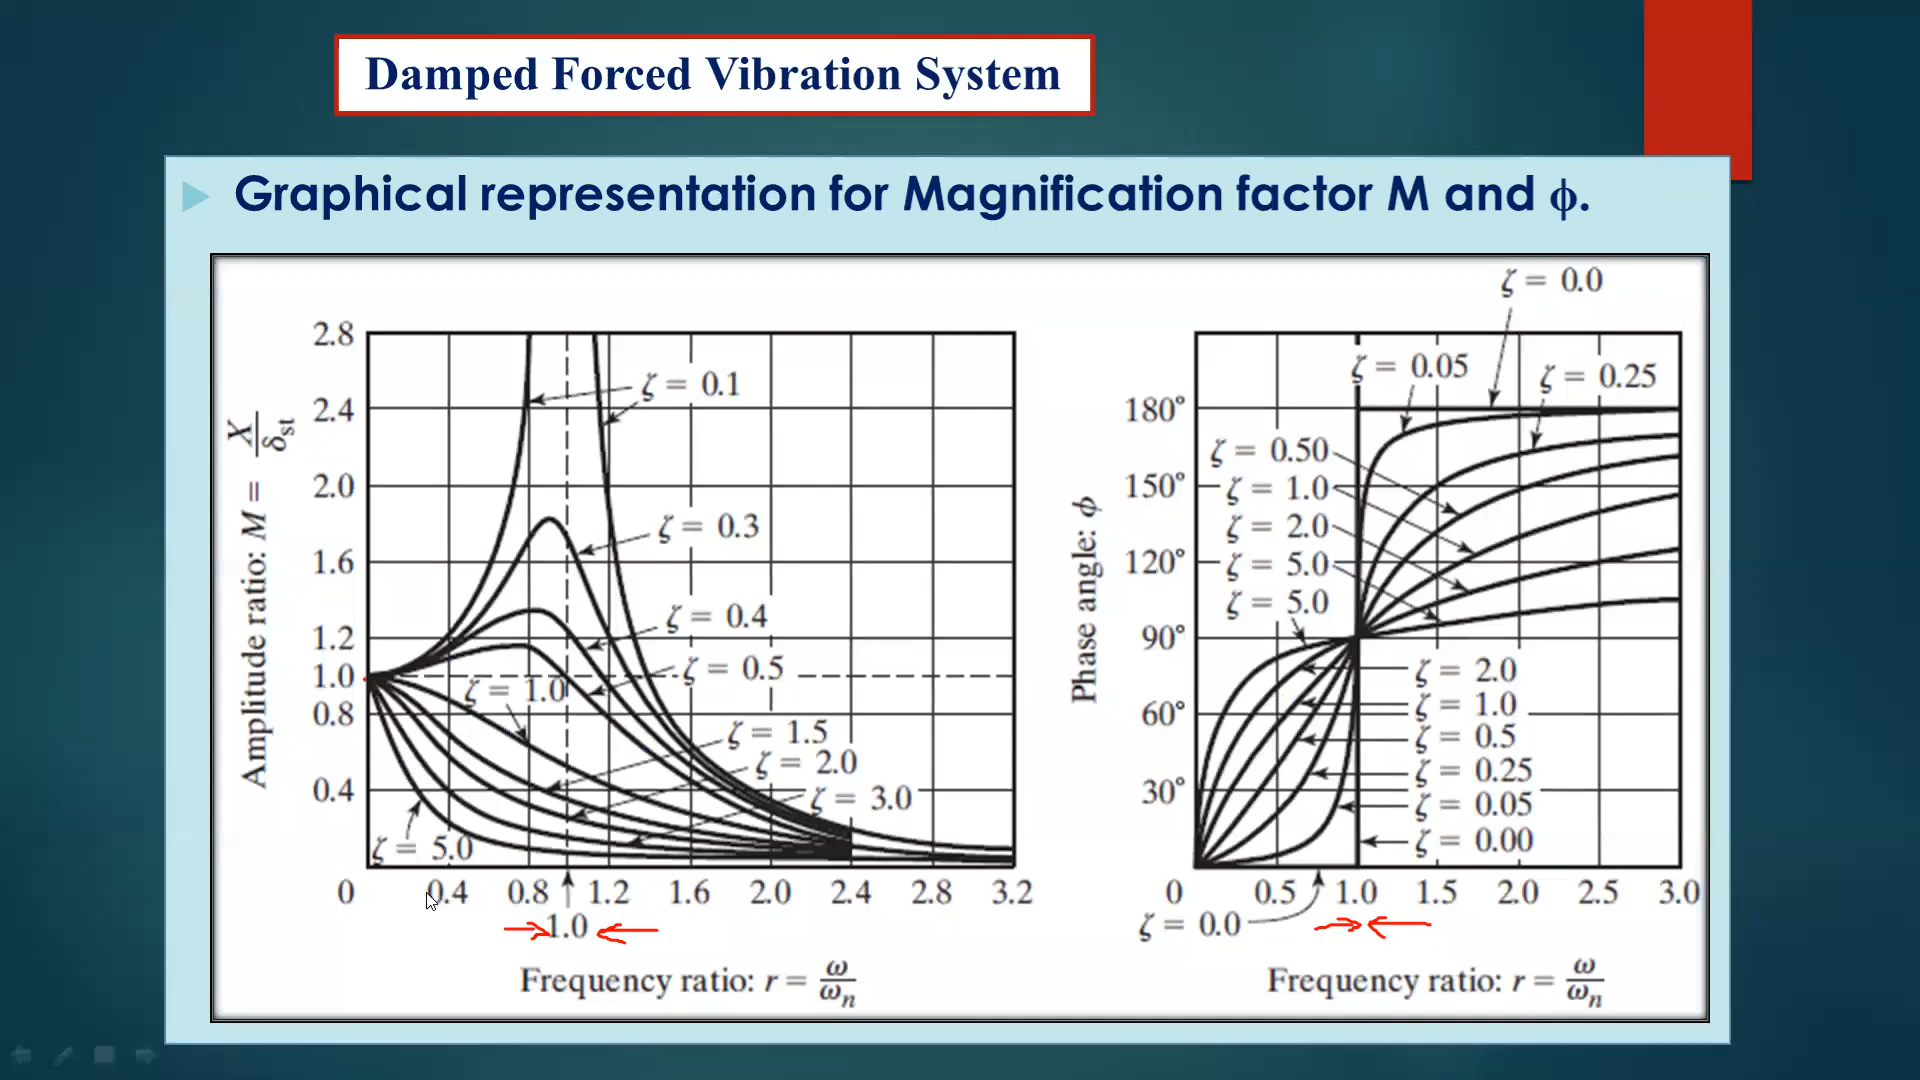 Damped Forced Vibration System
Graphical representation for Magnification factor M and ϕ.
Amplitude ratio: M = X/δst
2.8
2.4
2.0
1.6
1.2
1.0
0.8
0.4
ζ = 0.1
ζ = 0.3
ζ = 0.4
ζ = 0.5
ζ = 1.0
ζ = 1.5
ζ = 2.0
ζ = 3.0
ζ = 5.0
0 0.4 0.8 1.2 1.6 2.0 2.4 2.8 3.2
1.0
Frequency ratio: r = ω/ωn
Phase angle: ϕ
180°
150°
120°
90°
60°
30°
ζ = 0.0
ζ = 0.05
ζ = 0.25
ζ = 0.50
ζ = 1.0
ζ = 2.0
ζ = 5.0
ζ = 5.0
ζ = 2.0
ζ = 1.0
ζ = 0.5
ζ = 0.25
ζ = 0.05
ζ = 0.00
0 0.5 1.0 1.5 2.0 2.5 3.0
ζ = 0.0
Frequency ratio: r = ω/ωn